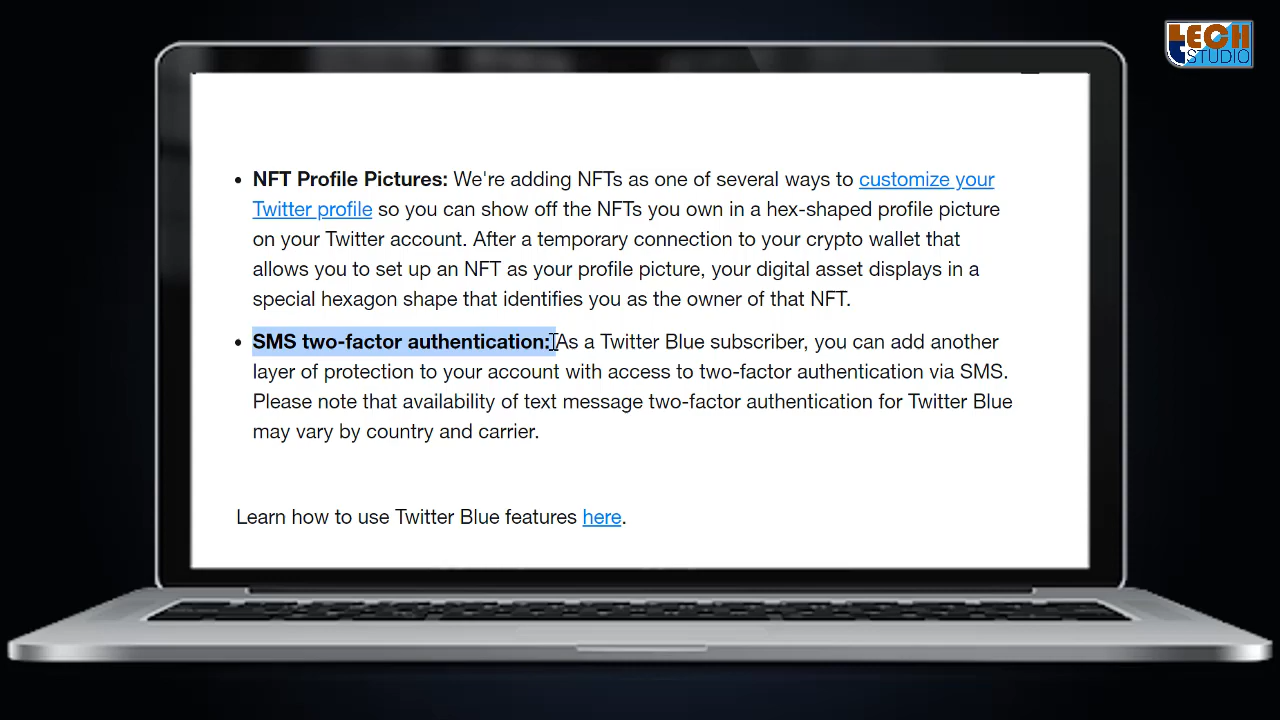 LECH
STUDIO
NFT Profile Pictures: We're adding NFTs as one of several ways to customize your
Twitter profile so you can show off the NFTs you own in a hex-shaped profile picture
on your Twitter account. After a temporary connection to your crypto wallet that
allows you to set up an NFT as your profile picture, your digital asset displays in a
special hexagon shape that identifies you as the owner of that NFT.
SMS two-factor authentication: As a Twitter Blue subscriber, you can add another
layer of protection to your account with access to two-factor authentication via SMS.
Please note that availability of text message two-factor authentication for Twitter Blue
may vary by country and carrier.
Learn how to use Twitter Blue features here.